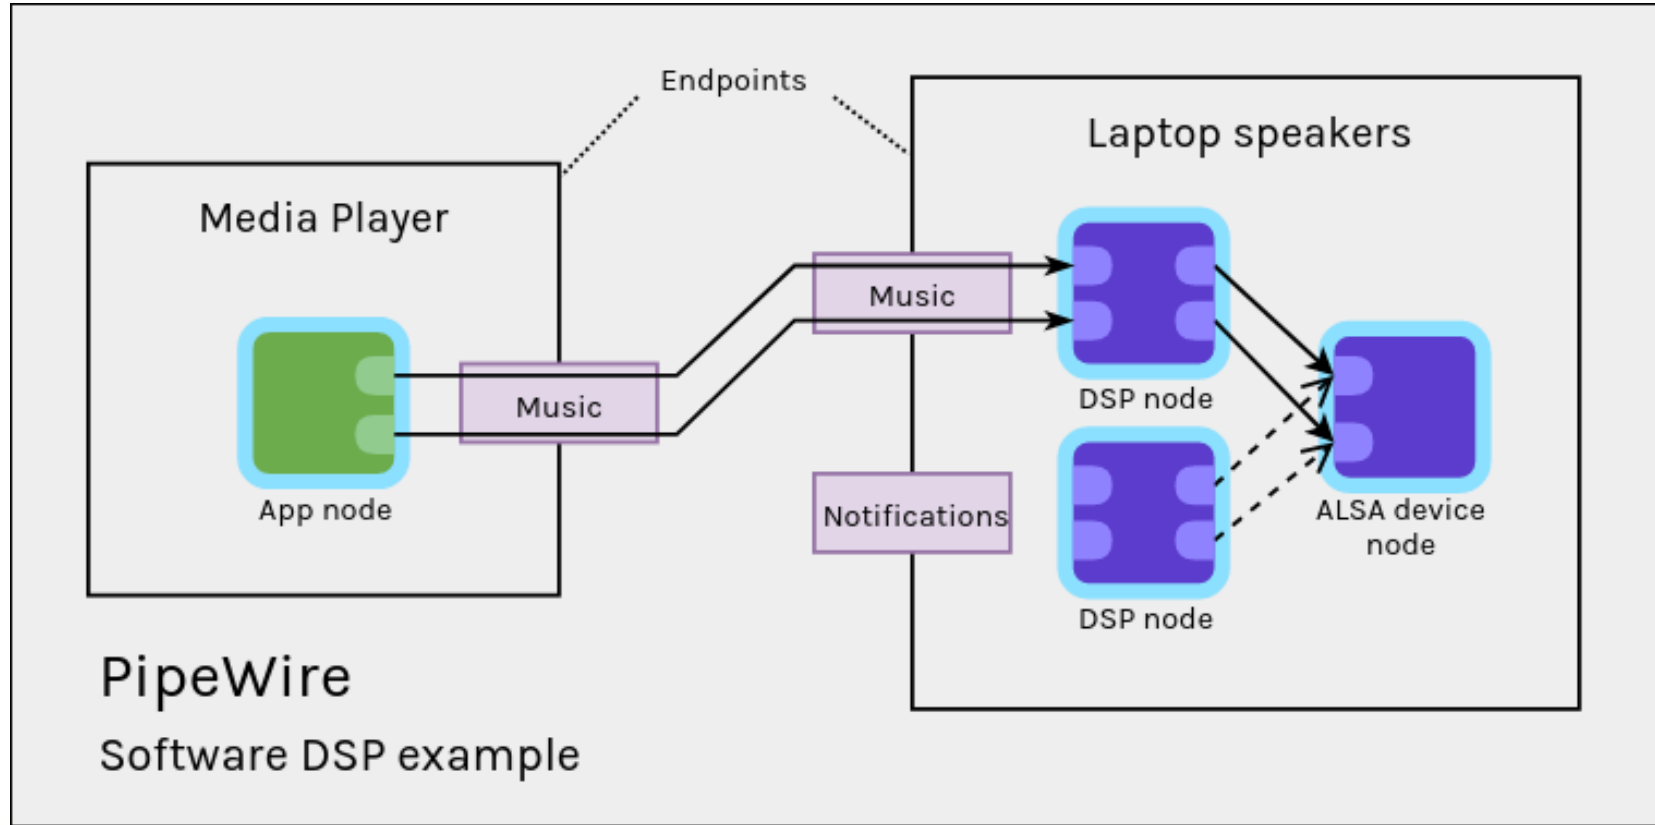 Endpoints
Media Player
Music
App node
Laptop speakers
Music
DSP node
Notifications
DSP node
ALSA device
node
PipeWire
Software DSP example